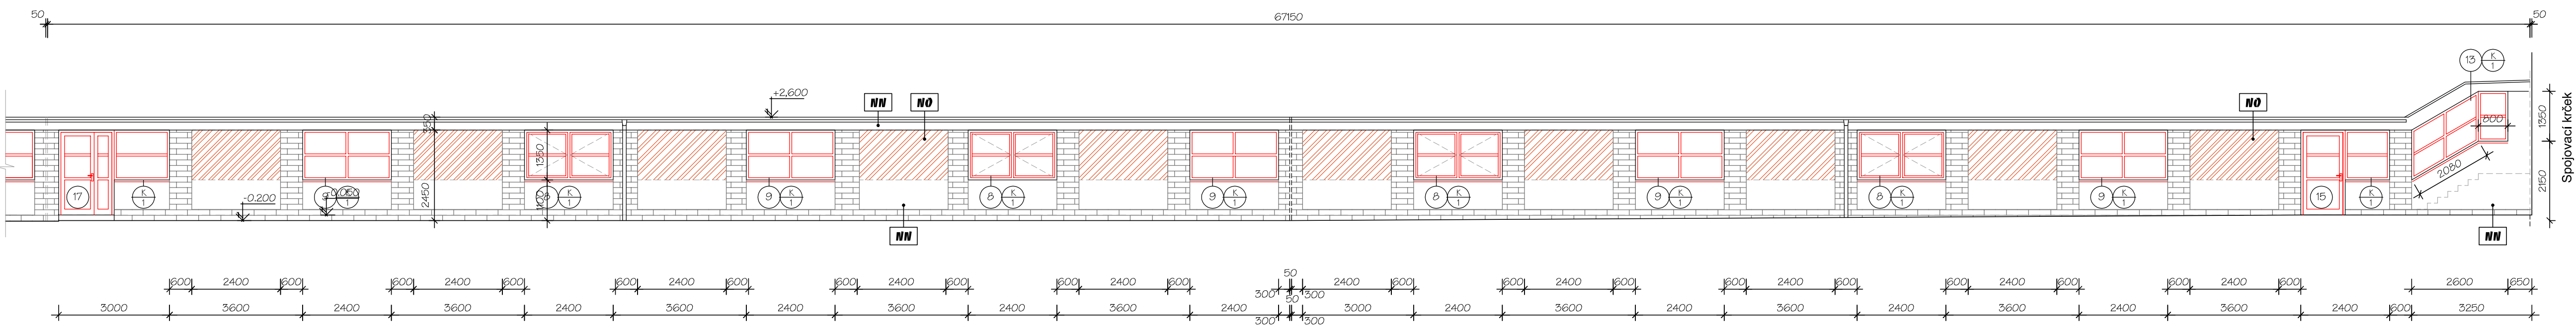 50 67150 50
13 K 1
+2,600 NN NO NO
350 1350 800 1350
Spojovací krček
2450 2080 2150
17 K 1 K 1 K 1 9 K 1 8 K 1 9 K 1 8 K 1 9 K 1 8 K 1 9 K 1 15 K 1
-0.200
NN NN
600 2400 600 600 2400 600 600 2400 600 600 2400 600 600 2400 600 300 50 300 2400 600 600 2400 600 600 2400 600 600 2400 600 600 2400 600 2600 650
3000 3600 2400 3600 2400 3600 2400 3600 2400 3600 2400 300 50 300 3000 2400 3600 2400 3600 2400 3600 2400 3600 2400 600 3250